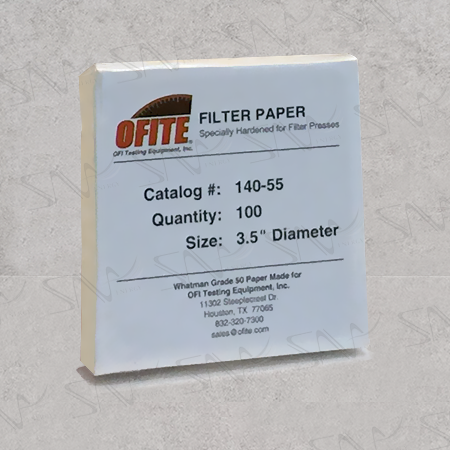 OFITE®
OFI Testing Equipment, Inc.
FILTER PAPER
Specially Hardened for Filter Presses
Catalog #: 140-55
Quantity: 100
Size: 3.5" Diameter
Whatman Grade 50 Paper Made for
OFI Testing Equipment, Inc.
11302 Steeplecrest Dr.
Houston, TX 77065
832-320-7300
sales@ofite.com